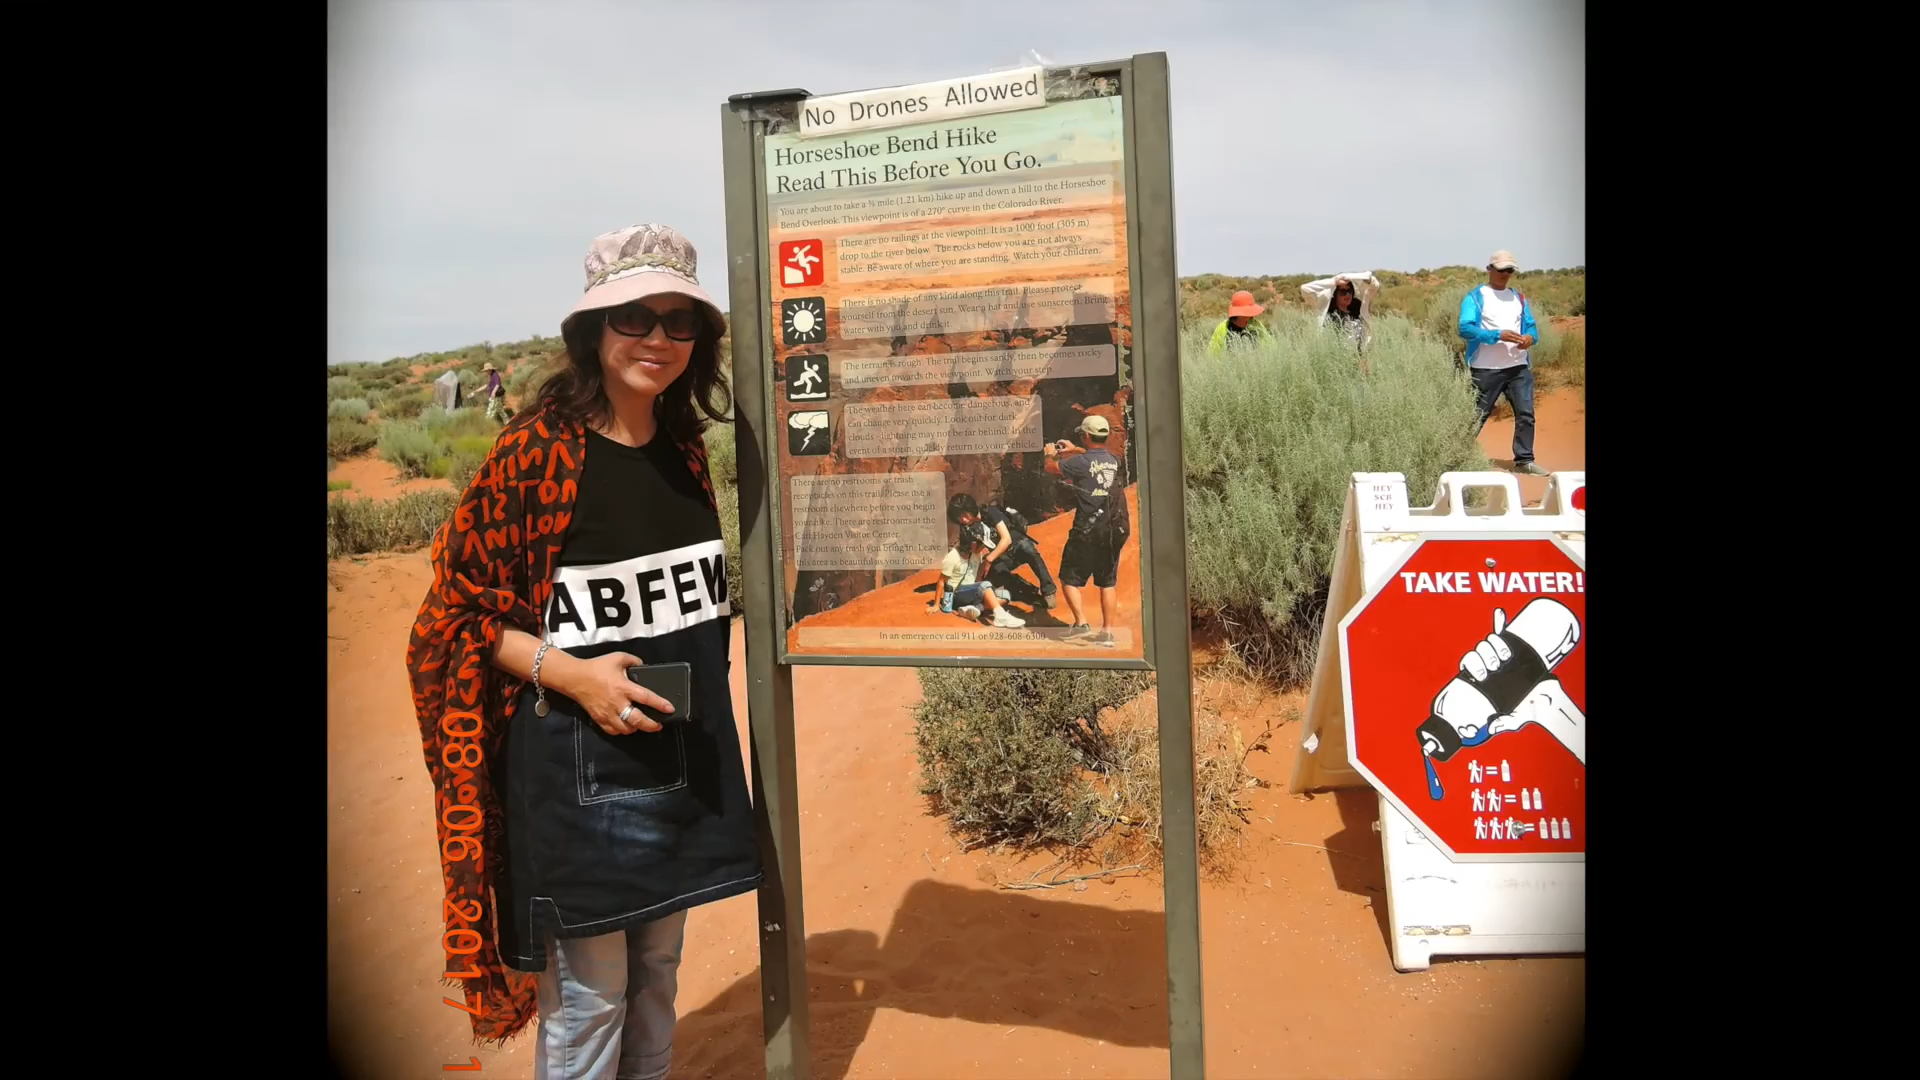 No Drones Allowed
Horseshoe Bend Hike
Read This Before You Go.
You are about to take a ¾ mile (1.21 km) hike up and down a hill to the Horseshoe
Bend Overlook. This viewpoint is of a 270° curve in the Colorado River.
There are no railings at the viewpoint. It is a 1000 foot (305 m)
drop to the river below. The rocks below you are not always
stable. Be aware of where you are standing. Watch your children.
There is no shade of any kind along this trail. Please protect
yourself from the desert sun. Wear a hat and use sunscreen. Bring
water with you and drink it.
The terrain is rough. The trail begins sandy, then becomes rocky
and uneven towards the viewpoint. Watch your step.
The weather here can become dangerous, and
can change very quickly. Look out for dark
clouds - lightning may not be far behind. In the
event of a storm, quickly return to your vehicle.
There are no restrooms or trash
receptacles on this trail. Please use a
restroom elsewhere before you begin
your hike. There are restrooms at the
Carl Hayden Visitor Center.
Pack out any trash you bring in. Leave
this area as beautiful as you found it.
In an emergency call 911 or 928-608-6300
ABFEW
HEY
SCB
HEY
TAKE WATER!
08.06.2017 1